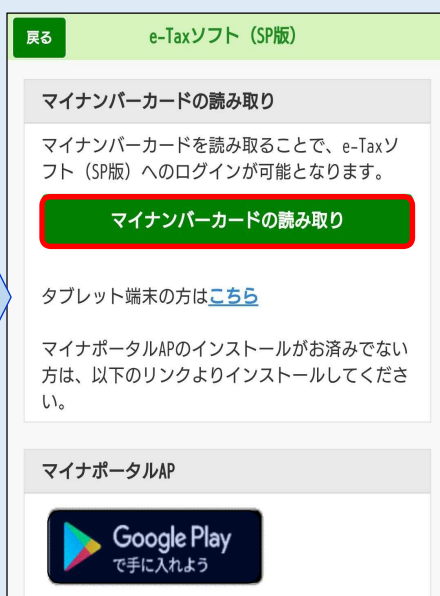 戻る
e-Taxソフト（SP版）
マイナンバーカードの読み取り
マイナンバーカードを読み取ることで、e-Taxソ
フト（SP版）へのログインが可能となります。
マイナンバーカードの読み取り
タブレット端末の方はこちら
マイナポータルAPのインストールがお済みでない
方は、以下のリンクよりインストールしてくださ
い。
マイナポータルAP
Google Play
で手に入れよう